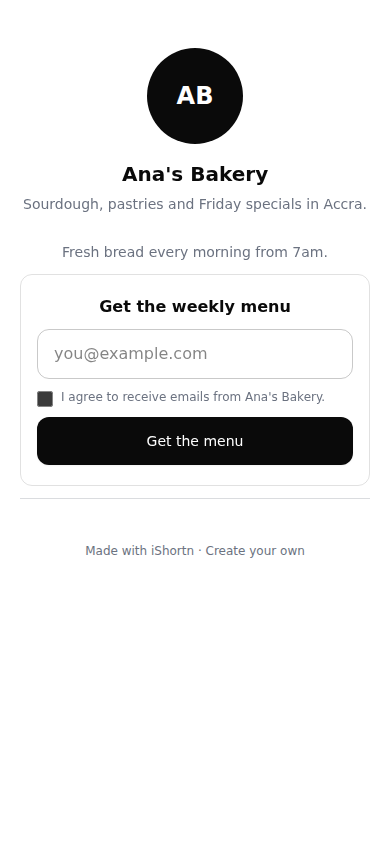 AB
Ana's Bakery
Sourdough, pastries and Friday specials in Accra.
Fresh bread every morning from 7am.
Get the weekly menu
you@example.com
I agree to receive emails from Ana's Bakery.
Get the menu
Made with iShortn · Create your own